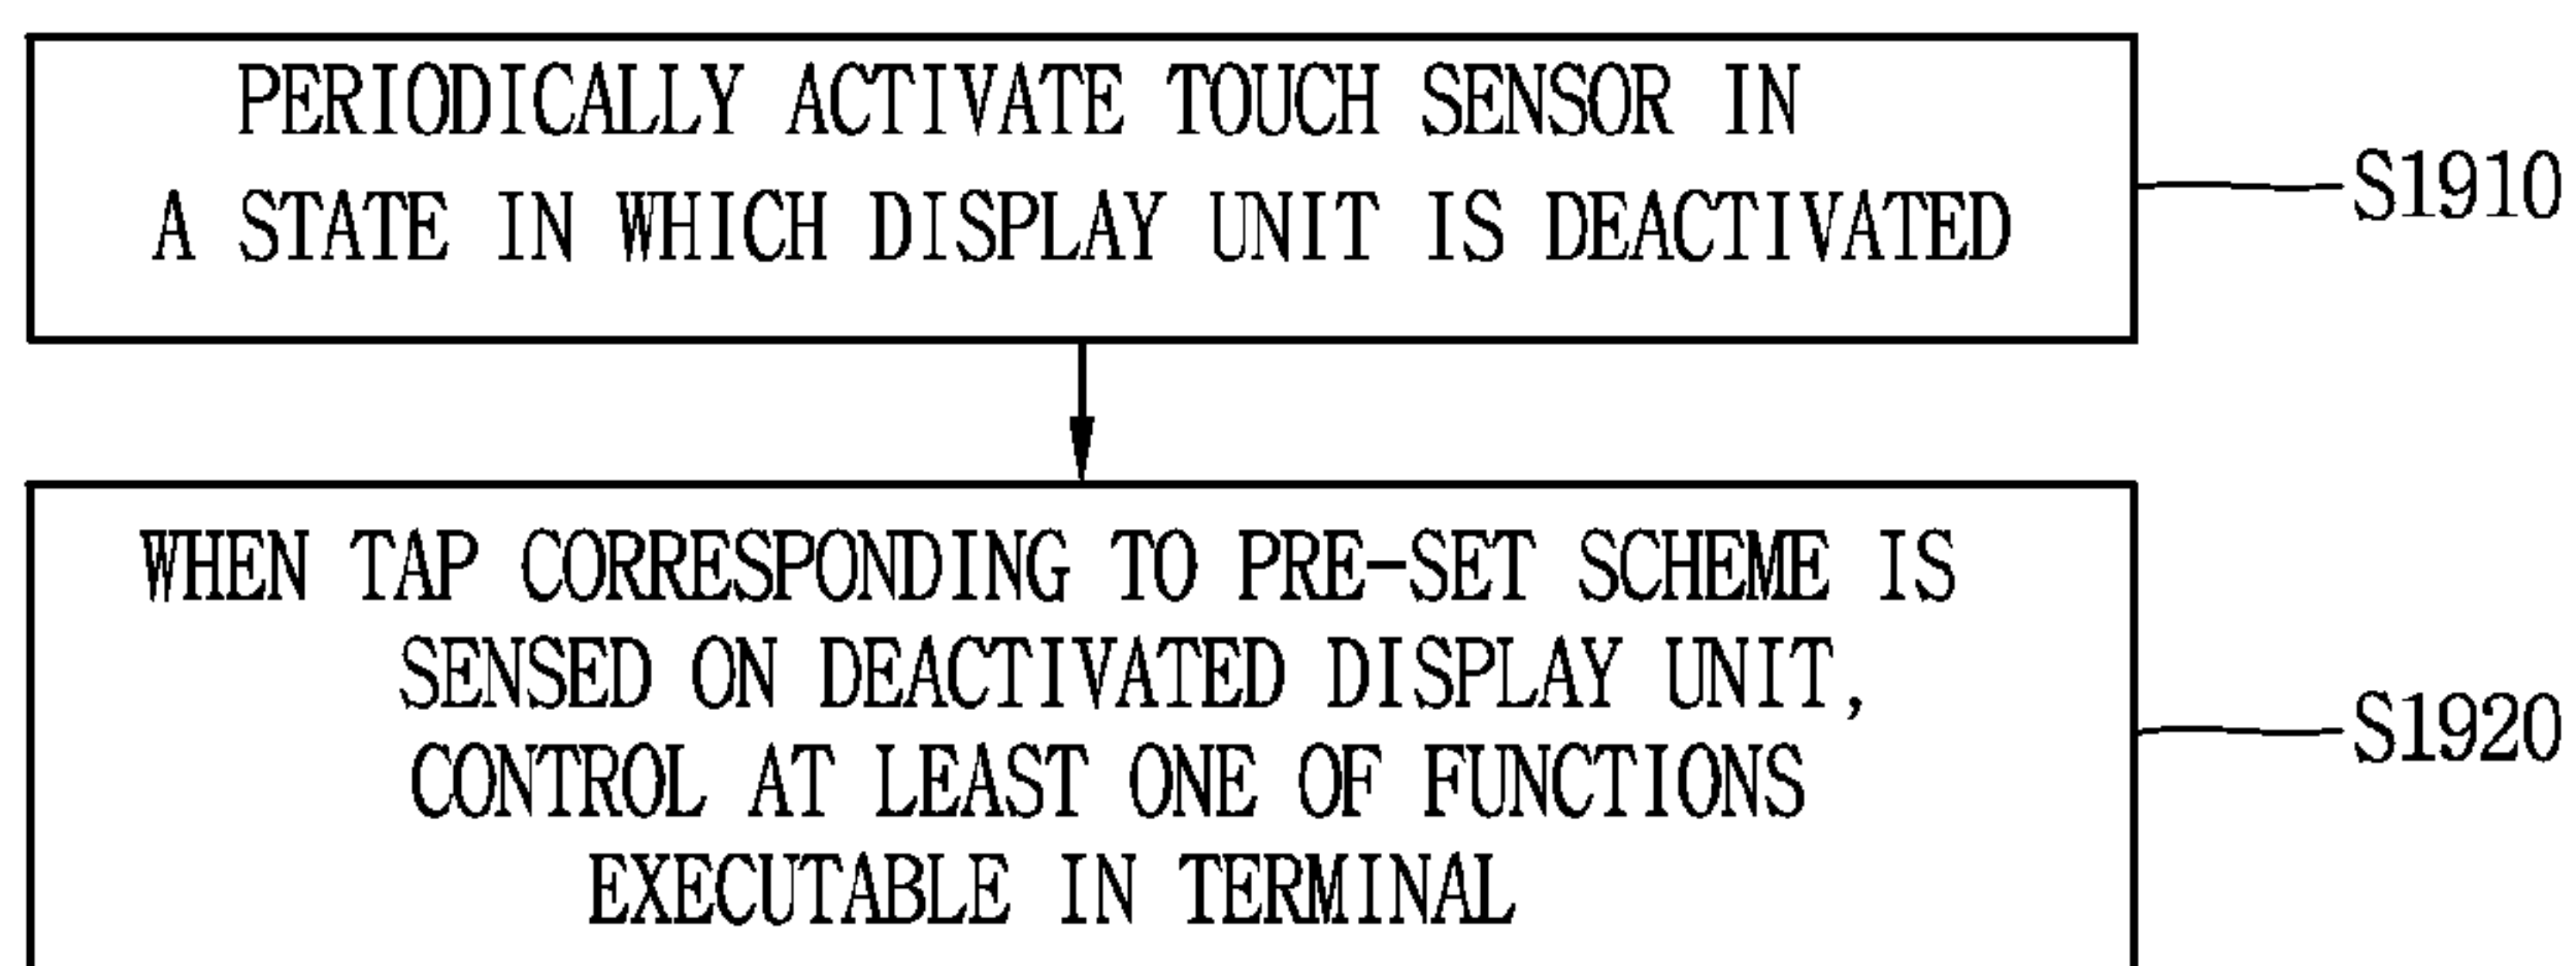 PERIODICALLY ACTIVATE TOUCH SENSOR IN
A STATE IN WHICH DISPLAY UNIT IS DEACTIVATED
S1910
WHEN TAP CORRESPONDING TO PRE-SET SCHEME IS
SENSED ON DEACTIVATED DISPLAY UNIT,
CONTROL AT LEAST ONE OF FUNCTIONS
EXECUTABLE IN TERMINAL
S1920